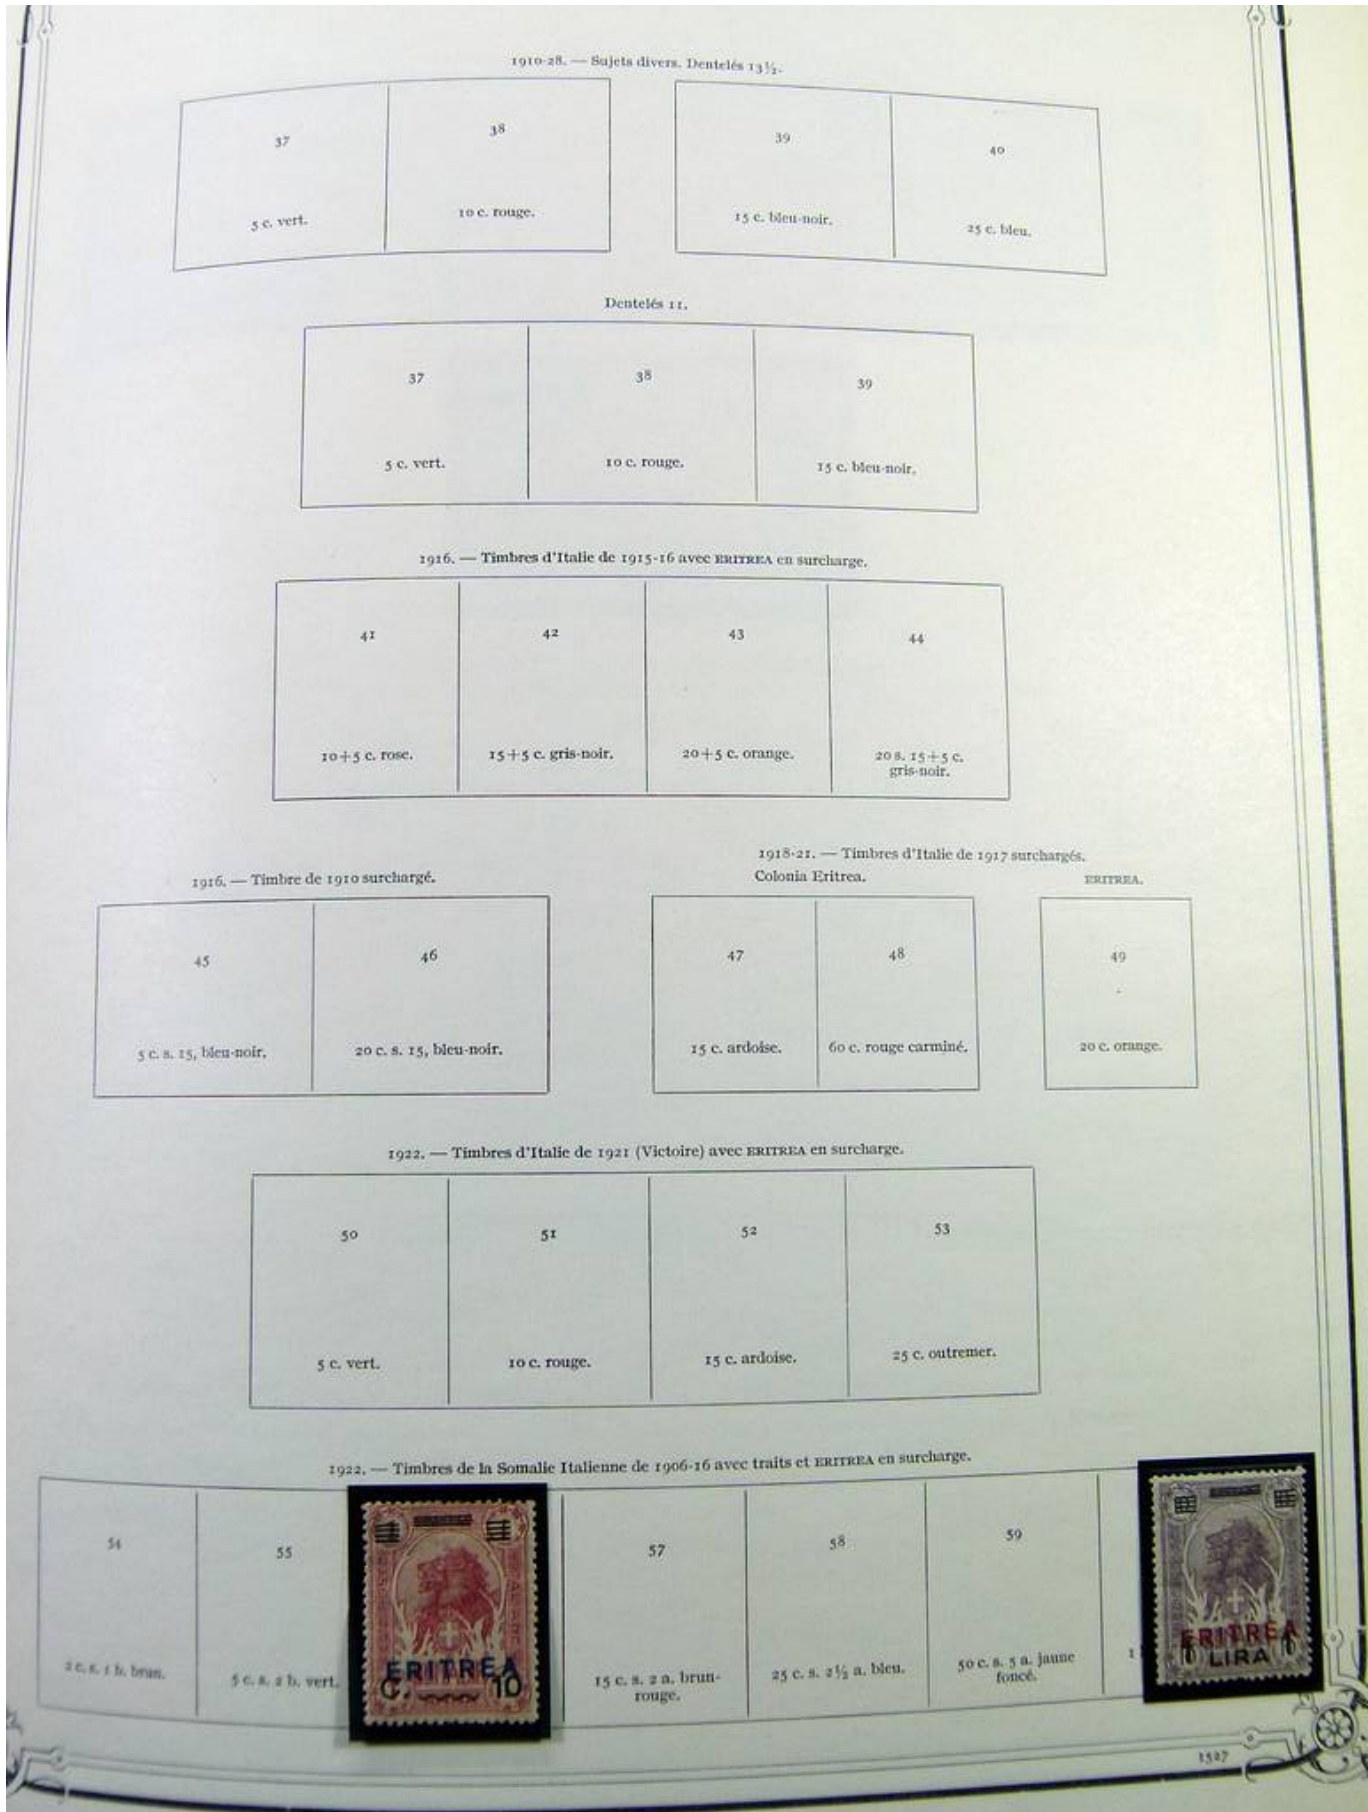 1910-28. — Sujets divers. Dentelés 13½.
37
38
39
40
5 c. vert.
10 c. rouge.
15 c. bleu-noir.
25 c. bleu.
Dentelés 11.
37
38
39
5 c. vert.
10 c. rouge.
15 c. bleu-noir.
1916. — Timbres d'Italie de 1915-16 avec ERITREA en surcharge.
41
42
43
44
10+5 c. rose.
15+5 c. gris-noir.
20+5 c. orange.
20 s. 15+5 c.
gris-noir.
1916. — Timbre de 1910 surchargé.
45
46
5 c. s. 15, bleu-noir.
20 c. s. 15, bleu-noir.
1918-21. — Timbres d'Italie de 1917 surchargés.
Colonia Eritrea.
ERITREA.
47
48
49
15 c. ardoise.
60 c. rouge carminé.
20 c. orange.
1922. — Timbres d'Italie de 1921 (Victoire) avec ERITREA en surcharge.
50
51
52
53
5 c. vert.
10 c. rouge.
15 c. ardoise.
25 c. outremer.
1922. — Timbres de la Somalie Italienne de 1906-16 avec traits et ERITREA en surcharge.
54
55
57
58
59
2 c. s. 1 b. brun.
5 c. s. 2 b. vert.
ERITREA
C. 10
15 c. s. 2 a. brun-
rouge.
25 c. s. 2½ a. bleu.
50 c. s. 5 a. jaune
foncé.
1
ERITREA
1 LIRA 1
1527